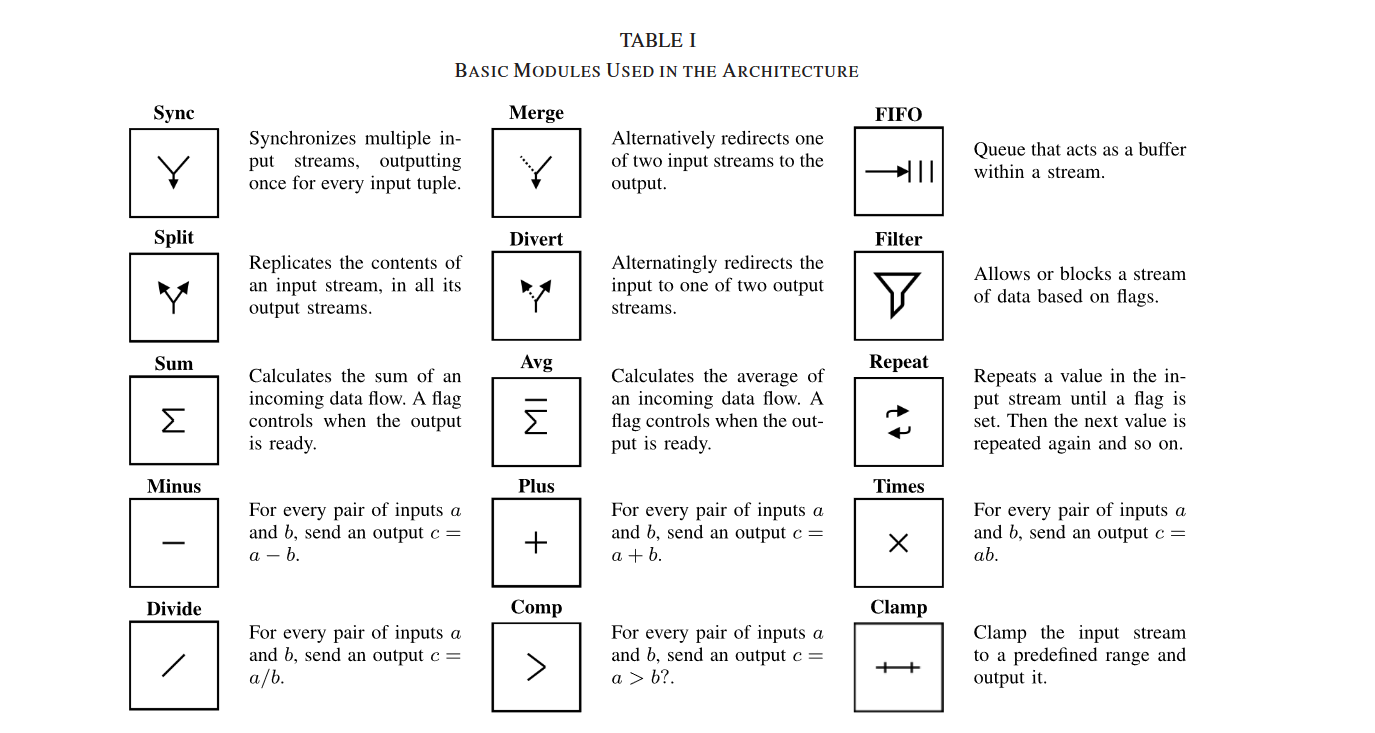 TABLE I
BASIC MODULES USED IN THE ARCHITECTURE
Sync
Synchronizes multiple in-
put streams, outputting
once for every input tuple.
Merge
Alternatively redirects one
of two input streams to the
output.
FIFO
Queue that acts as a buffer
within a stream.
Split
Replicates the contents of
an input stream, in all its
output streams.
Divert
Alternatingly redirects the
input to one of two output
streams.
Filter
Allows or blocks a stream
of data based on flags.
Sum
Σ
Calculates the sum of an
incoming data flow. A flag
controls when the output
is ready.
Avg
Σ̅
Calculates the average of
an incoming data flow. A
flag controls when the out-
put is ready.
Repeat
Repeats a value in the in-
put stream until a flag is
set. Then the next value is
repeated again and so on.
Minus
−
For every pair of inputs a
and b, send an output c =
a − b.
Plus
+
For every pair of inputs a
and b, send an output c =
a + b.
Times
×
For every pair of inputs a
and b, send an output c =
ab.
Divide
/
For every pair of inputs a
and b, send an output c =
a/b.
Comp
>
For every pair of inputs a
and b, send an output c =
a > b?.
Clamp
Clamp the input stream
to a predefined range and
output it.